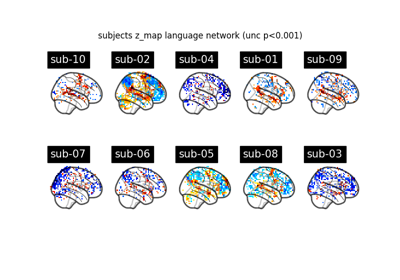 subjects z_map language network (unc p<0.001)
sub-10 sub-02 sub-04 sub-01 sub-09
sub-07 sub-06 sub-05 sub-08 sub-03